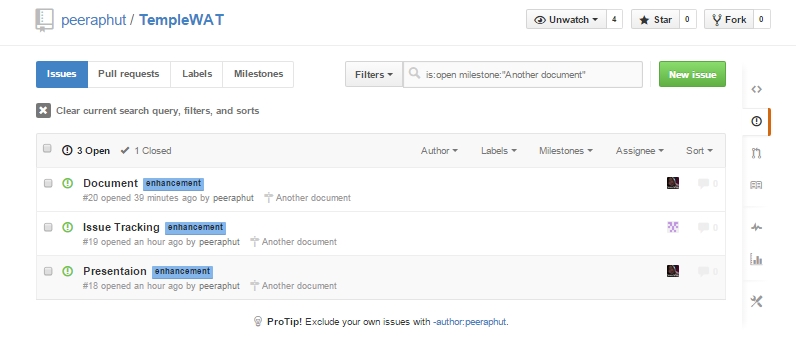 peeraphut / TempleWAT
Unwatch 4 Star 0 Fork 0
Issues Pull requests Labels Milestones Filters is:open milestone:"Another document" New issue
Clear current search query, filters, and sorts
3 Open 1 Closed Author Labels Milestones Assignee Sort
Document enhancement 0
#20 opened 39 minutes ago by peeraphut Another document
Issue Tracking enhancement 0
#19 opened an hour ago by peeraphut Another document
Presentaion enhancement 0
#18 opened an hour ago by peeraphut Another document
ProTip! Exclude your own issues with -author:peeraphut.